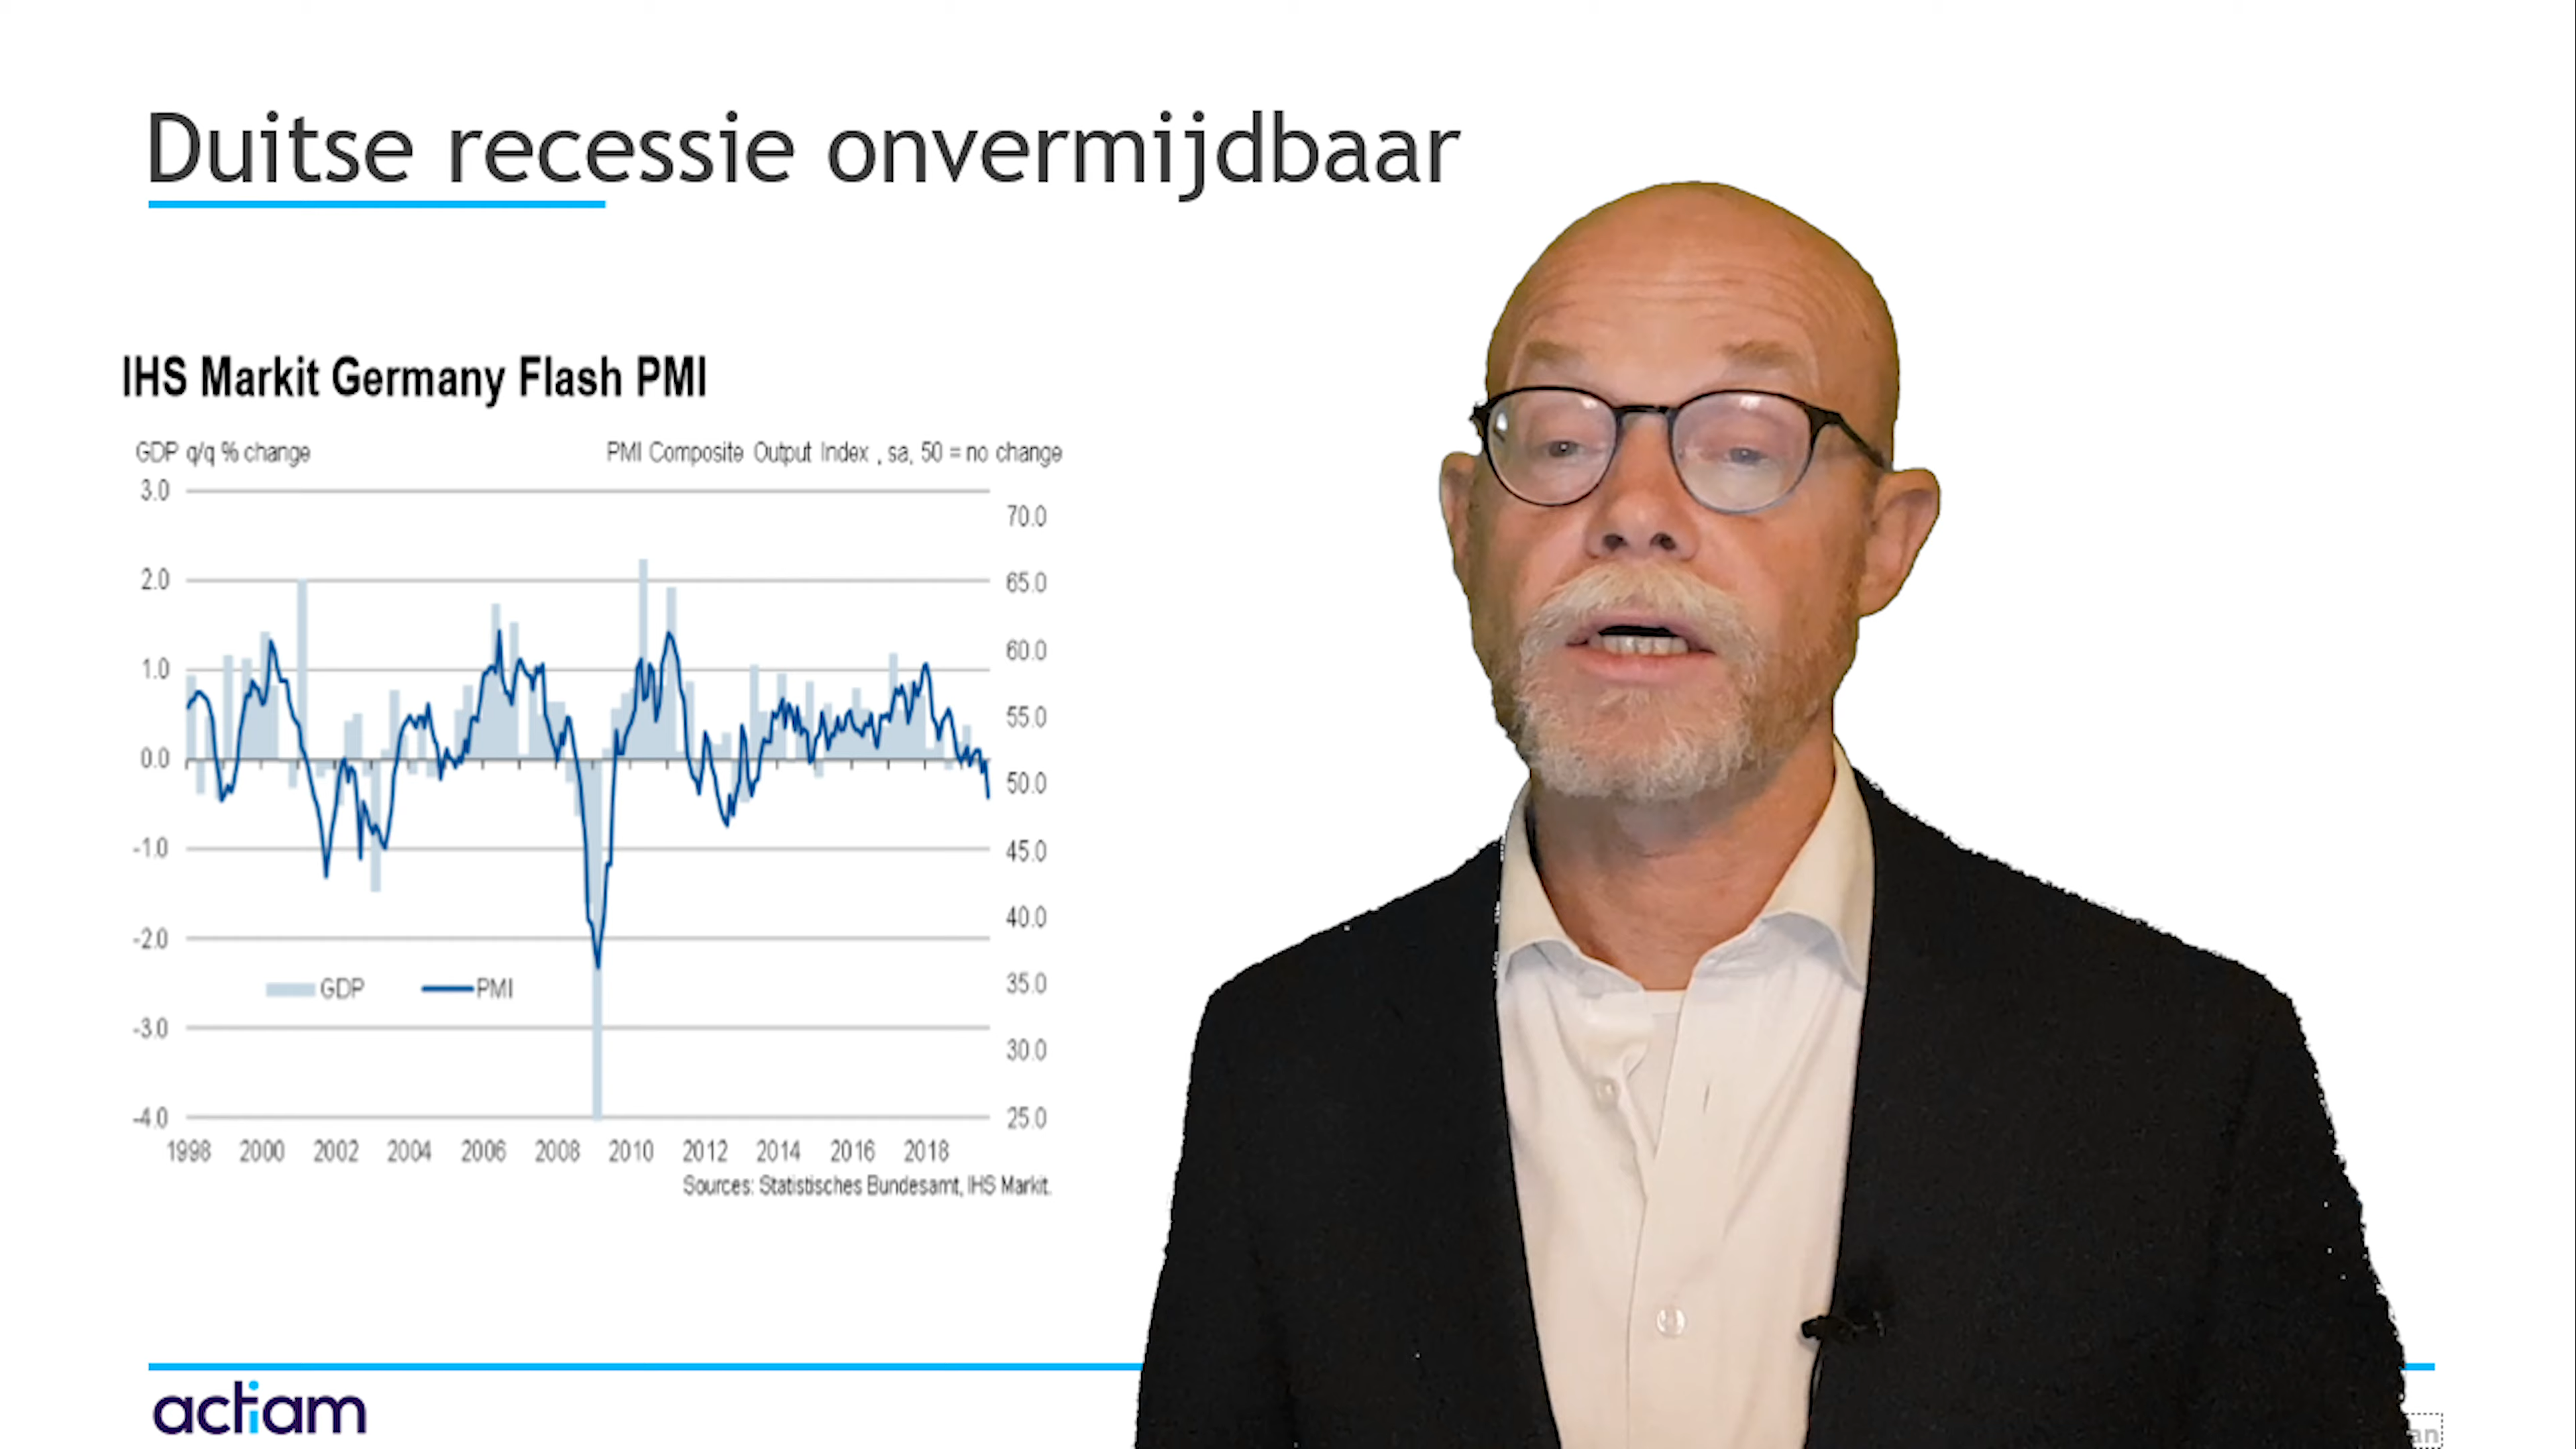 Duitse recessie onvermijdbaar
IHS Markit Germany Flash PMI
GDP q/q % change
PMI Composite Output Index , sa, 50 = no change
3.0
2.0
1.0
0.0
-1.0
-2.0
-3.0
-4.0
70.0
65.0
60.0
55.0
50.0
45.0
40.0
35.0
30.0
25.0
GDP
PMI
1998 2000 2002 2004 2006 2008 2010 2012 2014 2016 2018
Sources: Statistisches Bundesamt, IHS Markit.
actiam
an